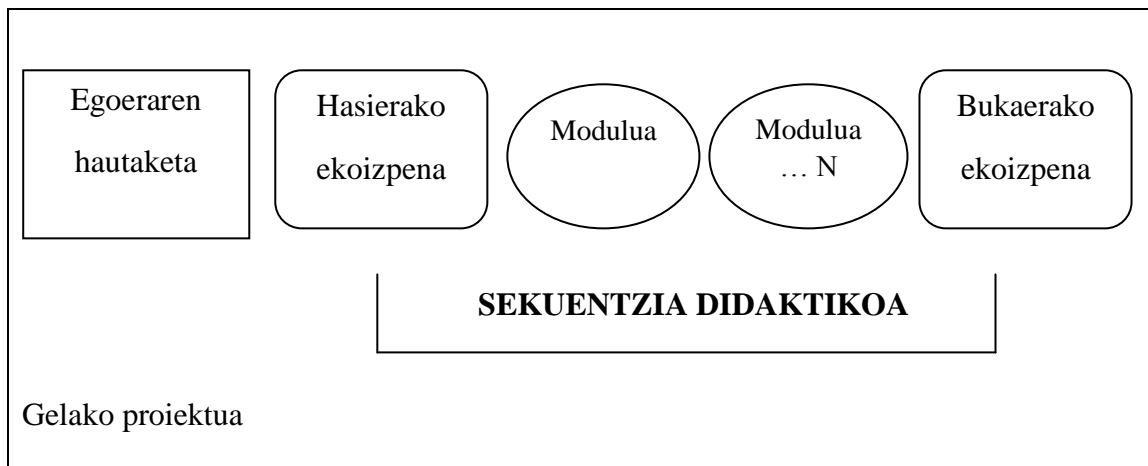 Egoeraren
hautaketa
Hasierako
ekoizpena
Modulua
Modulua
… N
Bukaerako
ekoizpena
SEKUENTZIA DIDAKTIKOA
Gelako proiektua